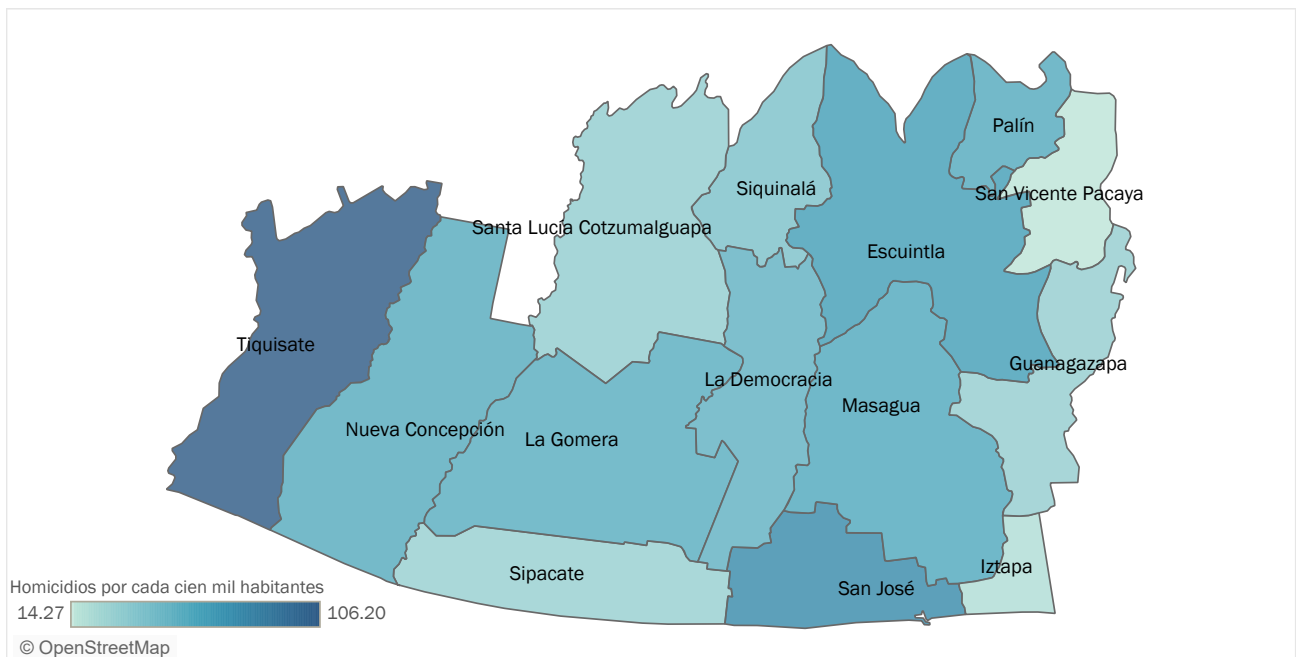 Palín
Siquinalá
San Vicente Pacaya
Santa Lucía Cotzumalguapa
Escuintla
Tiquisate
Guanagazapa
La Democracia
Masagua
Nueva Concepción
La Gomera
Sipacate
Iztapa
San José
Homicidios por cada cien mil habitantes
14.27 106.20
© OpenStreetMap